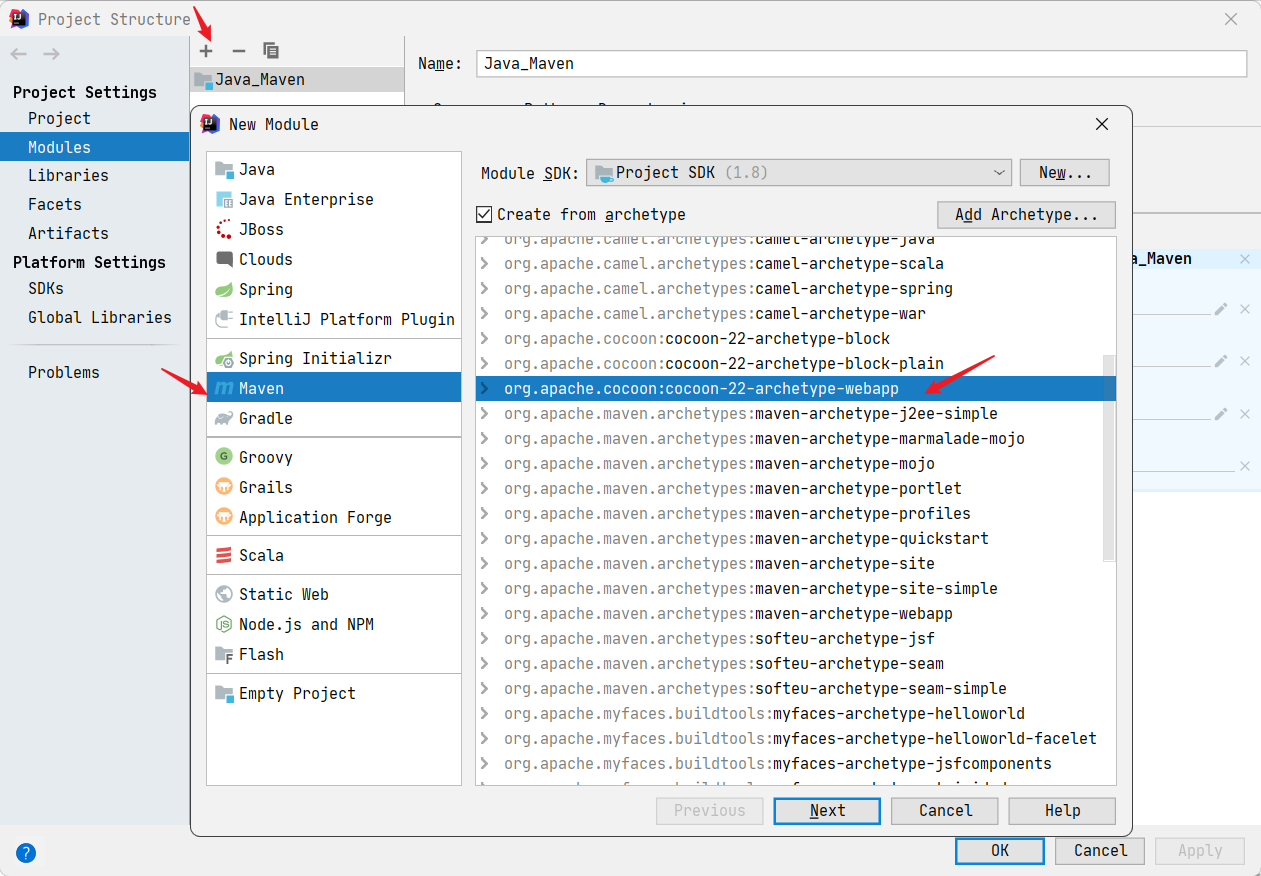 Project Structure
Project Settings
Project
Modules
Libraries
Facets
Artifacts
Platform Settings
SDKs
Global Libraries
Problems
Java_Maven
Name: Java_Maven
New Module
Java
Java Enterprise
JBoss
Clouds
Spring
IntelliJ Platform Plugin
Spring Initializr
Maven
Gradle
Groovy
Grails
Application Forge
Scala
Static Web
Node.js and NPM
Flash
Empty Project
Module SDK: Project SDK (1.8) New...
Create from archetype Add Archetype...
org.apache.camel.archetypes:camel-archetype-java
org.apache.camel.archetypes:camel-archetype-scala
org.apache.camel.archetypes:camel-archetype-spring
org.apache.camel.archetypes:camel-archetype-war
org.apache.cocoon:cocoon-22-archetype-block
org.apache.cocoon:cocoon-22-archetype-block-plain
org.apache.cocoon:cocoon-22-archetype-webapp
org.apache.maven.archetypes:maven-archetype-j2ee-simple
org.apache.maven.archetypes:maven-archetype-marmalade-mojo
org.apache.maven.archetypes:maven-archetype-mojo
org.apache.maven.archetypes:maven-archetype-portlet
org.apache.maven.archetypes:maven-archetype-profiles
org.apache.maven.archetypes:maven-archetype-quickstart
org.apache.maven.archetypes:maven-archetype-site
org.apache.maven.archetypes:maven-archetype-site-simple
org.apache.maven.archetypes:maven-archetype-webapp
org.apache.maven.archetypes:softeu-archetype-jsf
org.apache.maven.archetypes:softeu-archetype-seam
org.apache.maven.archetypes:softeu-archetype-seam-simple
org.apache.myfaces.buildtools:myfaces-archetype-helloworld
org.apache.myfaces.buildtools:myfaces-archetype-helloworld-facelet
org.apache.myfaces.buildtools:myfaces-archetype-jsfcomponents
a_Maven
Previous Next Cancel Help
OK Cancel Apply